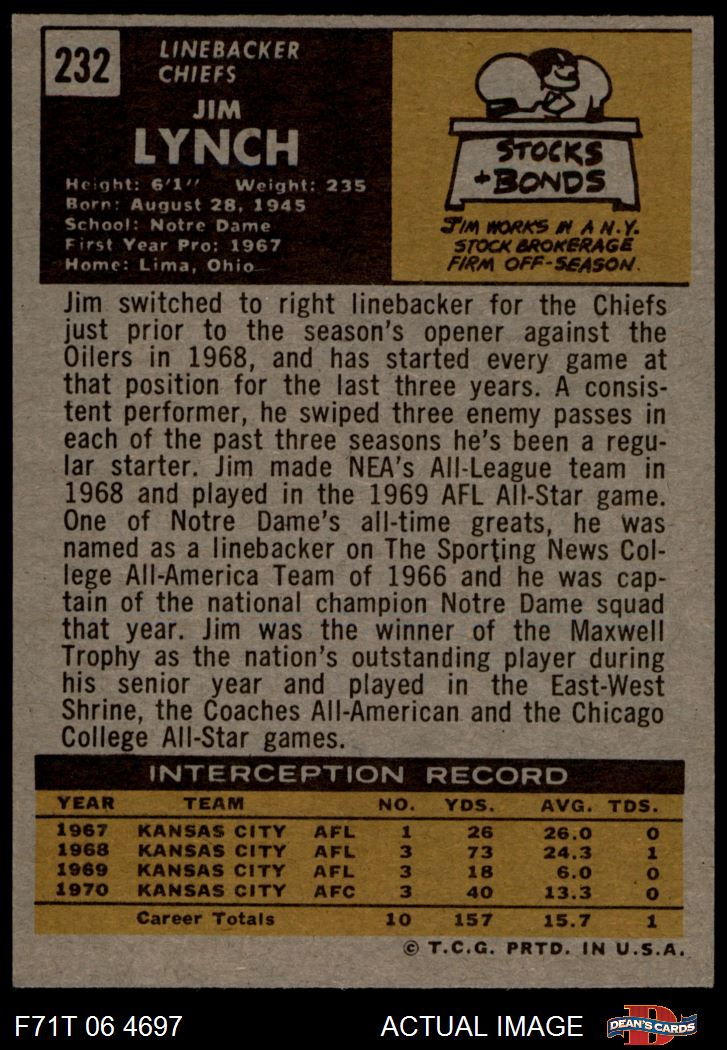 232
LINEBACKER
CHIEFS
JIM
LYNCH
Height: 6'1" Weight: 235
Born: August 28, 1945
School: Notre Dame
First Year Pro: 1967
Home: Lima, Ohio
STOCKS
+BONDS
JIM WORKS IN A N.Y.
STOCK BROKERAGE
FIRM OFF-SEASON.
Jim switched to right linebacker for the Chiefs
just prior to the season's opener against the
Oilers in 1968, and has started every game at
that position for the last three years. A consis-
tent performer, he swiped three enemy passes in
each of the past three seasons he's been a regu-
lar starter. Jim made NEA's All-League team in
1968 and played in the 1969 AFL All-Star game.
One of Notre Dame's all-time greats, he was
named as a linebacker on The Sporting News Col-
lege All-America Team of 1966 and he was cap-
tain of the national champion Notre Dame squad
that year. Jim was the winner of the Maxwell
Trophy as the nation's outstanding player during
his senior year and played in the East-West
Shrine, the Coaches All-American and the Chicago
College All-Star games.
INTERCEPTION RECORD
YEAR TEAM NO. YDS. AVG. TDS.
1967 KANSAS CITY AFL 1 26 26.0 0
1968 KANSAS CITY AFL 3 73 24.3 1
1969 KANSAS CITY AFL 3 18 6.0 0
1970 KANSAS CITY AFC 3 40 13.3 0
Career Totals 10 157 15.7 1
© T.C.G. PRTD. IN U.S.A.
F71T 06 4697 ACTUAL IMAGE D DEAN'S CARDS